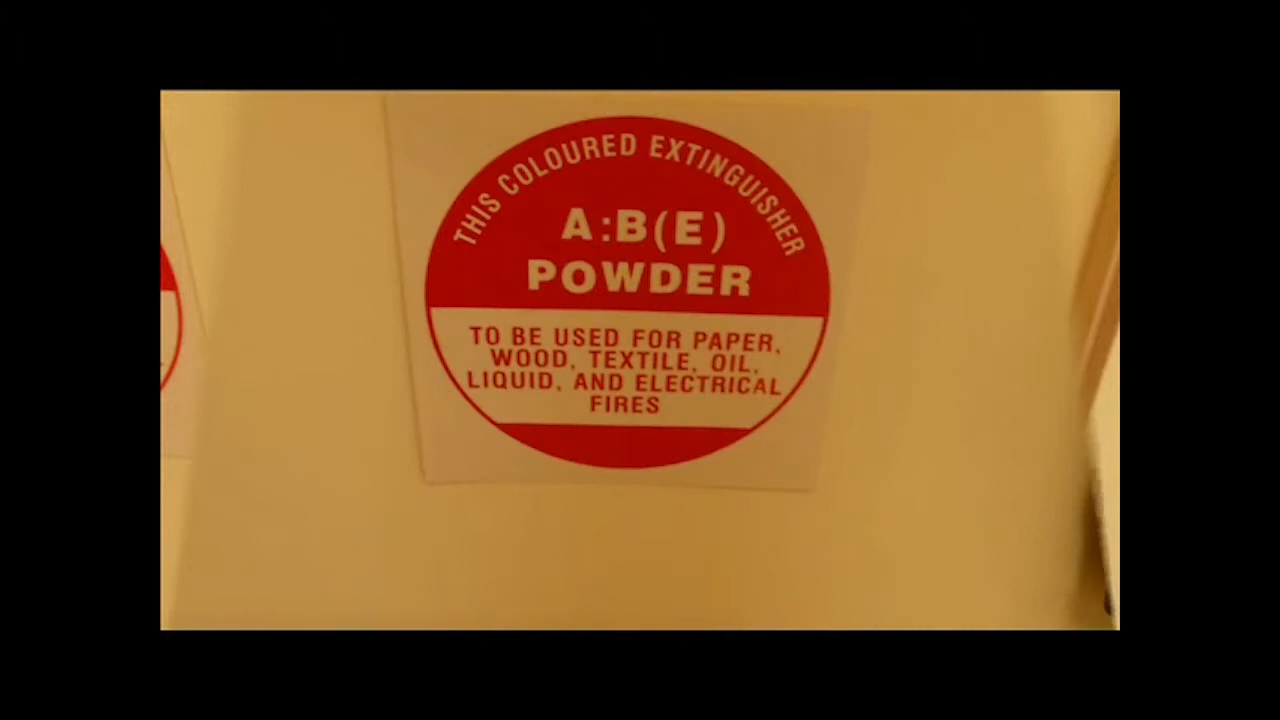 THIS COLOURED EXTINGUISHER
A:B(E)
POWDER
TO BE USED FOR PAPER,
WOOD, TEXTILE, OIL,
LIQUID, AND ELECTRICAL
FIRES